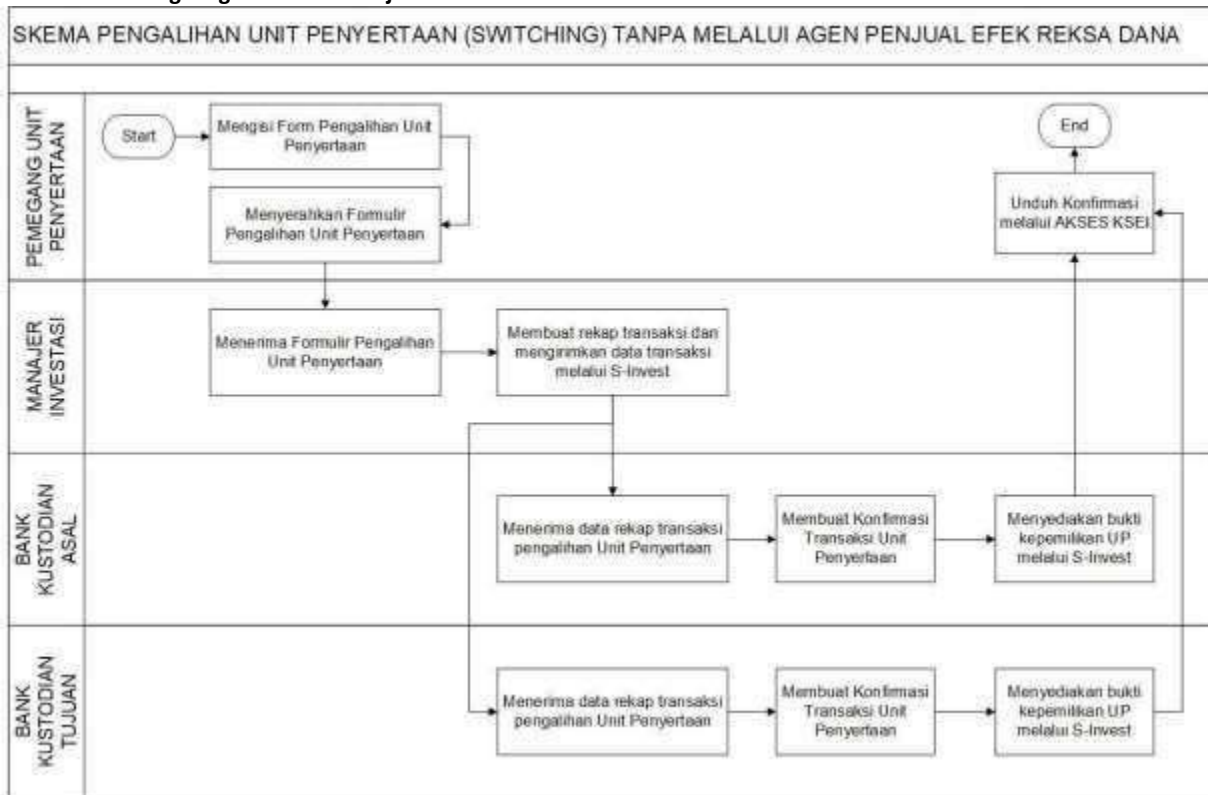 SKEMA PENGALIHAN UNIT PENYERTAAN (SWITCHING) TANPA MELALUI AGEN PENJUAL EFEK REKSA DANA
PEMEGANG UNIT
PENYERTAAN
Start
Mengisi Form Pengalihan Unit
Penyertaan
Menyerahkan Formulir
Pengalihan Unit Penyertaan
End
Unduh Konfirmasi
melalui AKSES KSEI
MANAJER
INVESTASI
Menerima Formulir Pengalihan
Unit Penyertaan
Membuat rekap transaksi dan
mengirimkan data transaksi
melalui S-Invest
BANK
KUSTODIAN
ASAL
Menerima data rekap transaksi
pengalihan Unit Penyertaan
Membuat Konfirmasi
Transaksi Unit
Penyertaan
Menyediakan bukti
kepemilikan UP
melalui S-Invest
BANK
KUSTODIAN
TUJUAN
Menerima data rekap transaksi
pengalihan Unit Penyertaan
Membuat Konfirmasi
Transaksi Unit
Penyertaan
Menyediakan bukti
kepemilikan UP
melalui S-Invest